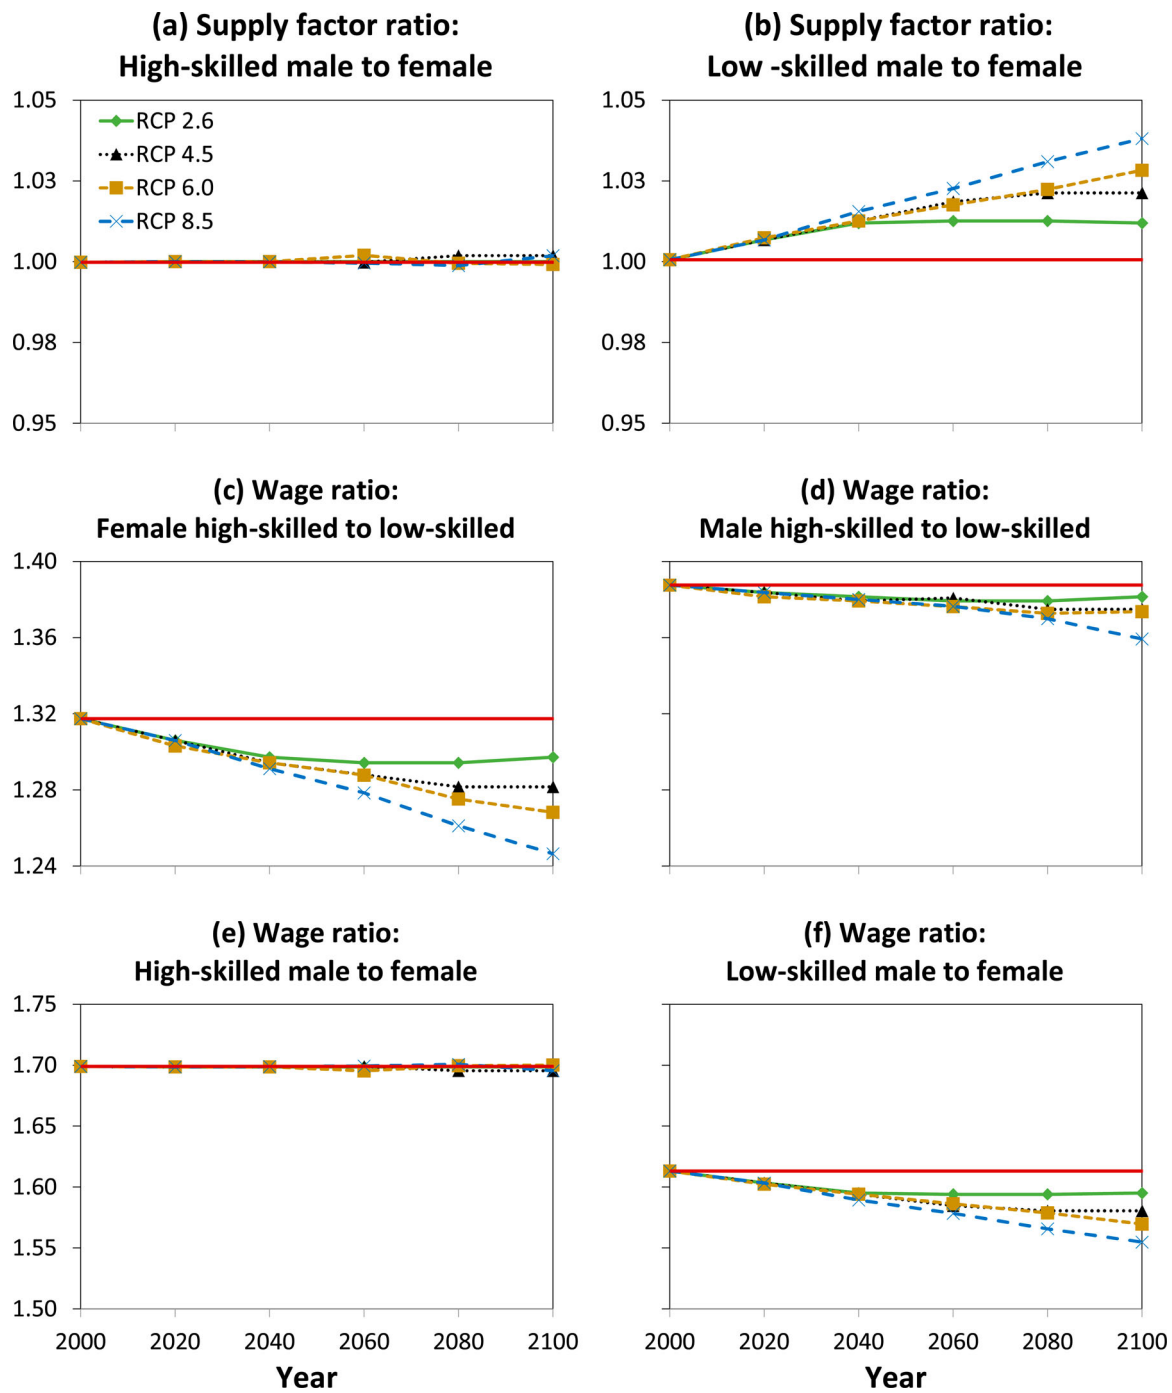 (a) Supply factor ratio:
High-skilled male to female
(b) Supply factor ratio:
Low -skilled male to female
1.05
1.03
1.00
0.98
0.95
RCP 2.6
RCP 4.5
RCP 6.0
RCP 8.5
1.05
1.03
1.00
0.98
0.95
(c) Wage ratio:
Female high-skilled to low-skilled
(d) Wage ratio:
Male high-skilled to low-skilled
1.40
1.36
1.32
1.28
1.24
(e) Wage ratio:
High-skilled male to female
(f) Wage ratio:
Low-skilled male to female
1.75
1.70
1.65
1.60
1.55
1.50
2000 2020 2040 2060 2080 2100
Year
2000 2020 2040 2060 2080 2100
Year